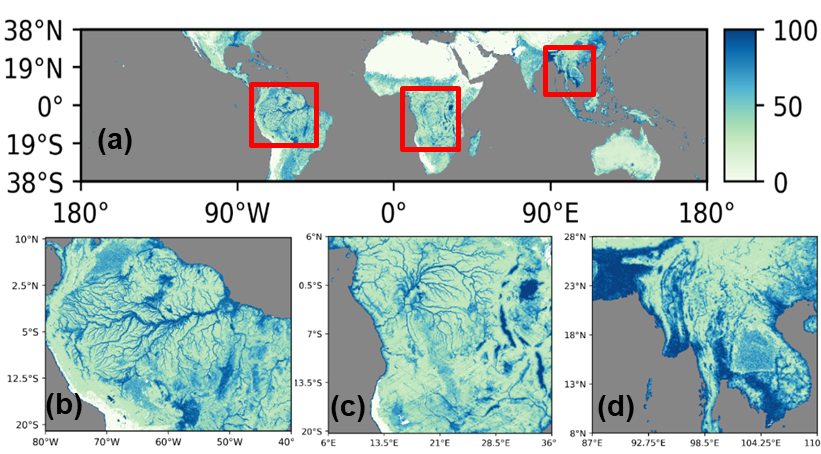 38°N
19°N
0°
19°S
38°S
(a)
100
50
0
180° 90°W 0° 90°E 180°
10°N
2.5°N
5°S
12.5°S
20°S
(b)
80°W 70°W 60°W 50°W 40°
6°N
0.5°S
7°S
13.5°S
20°S
(c)
6°E 13.5°E 21°E 28.5°E 36°
28°N
23°N
18°N
13°N
8°N
(d)
87°E 92.75°E 98.5°E 104.25°E 110